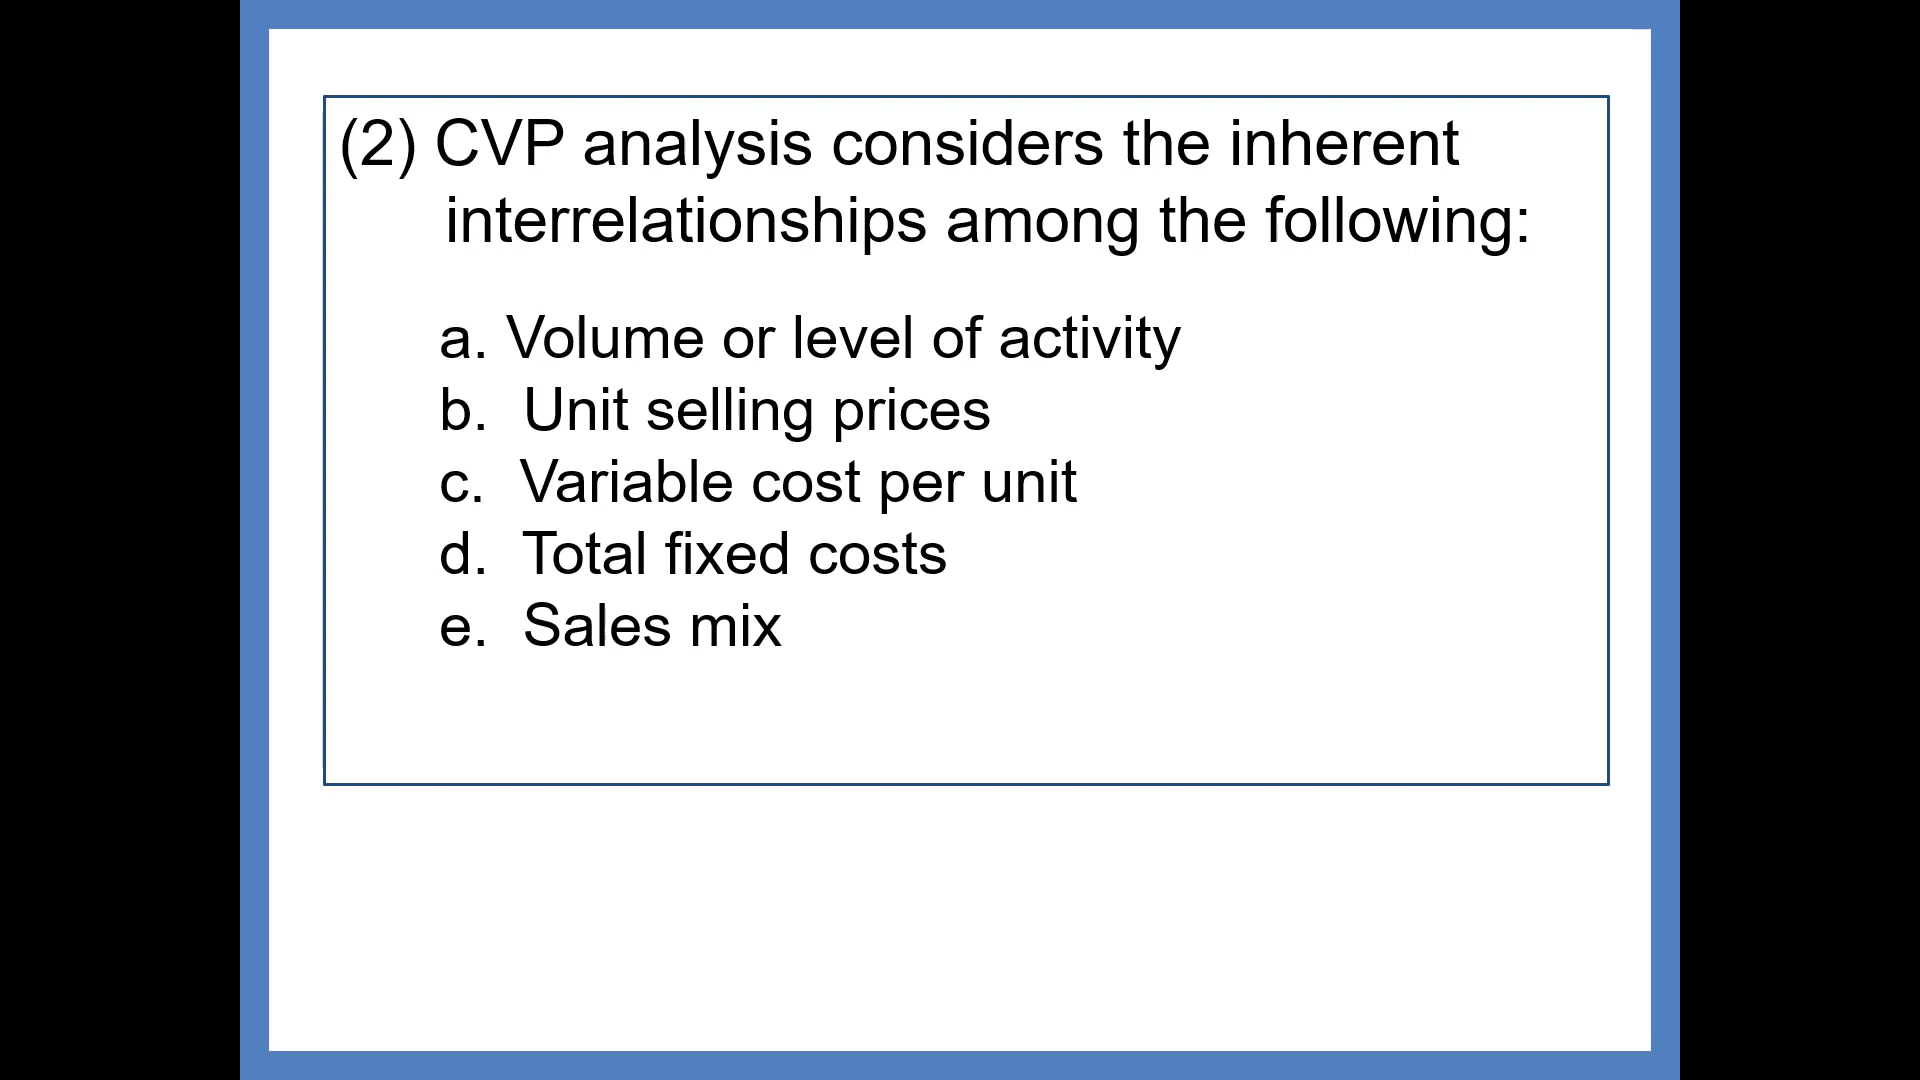 (2) CVP analysis considers the inherent
interrelationships among the following:
a. Volume or level of activity
b. Unit selling prices
c. Variable cost per unit
d. Total fixed costs
e. Sales mix